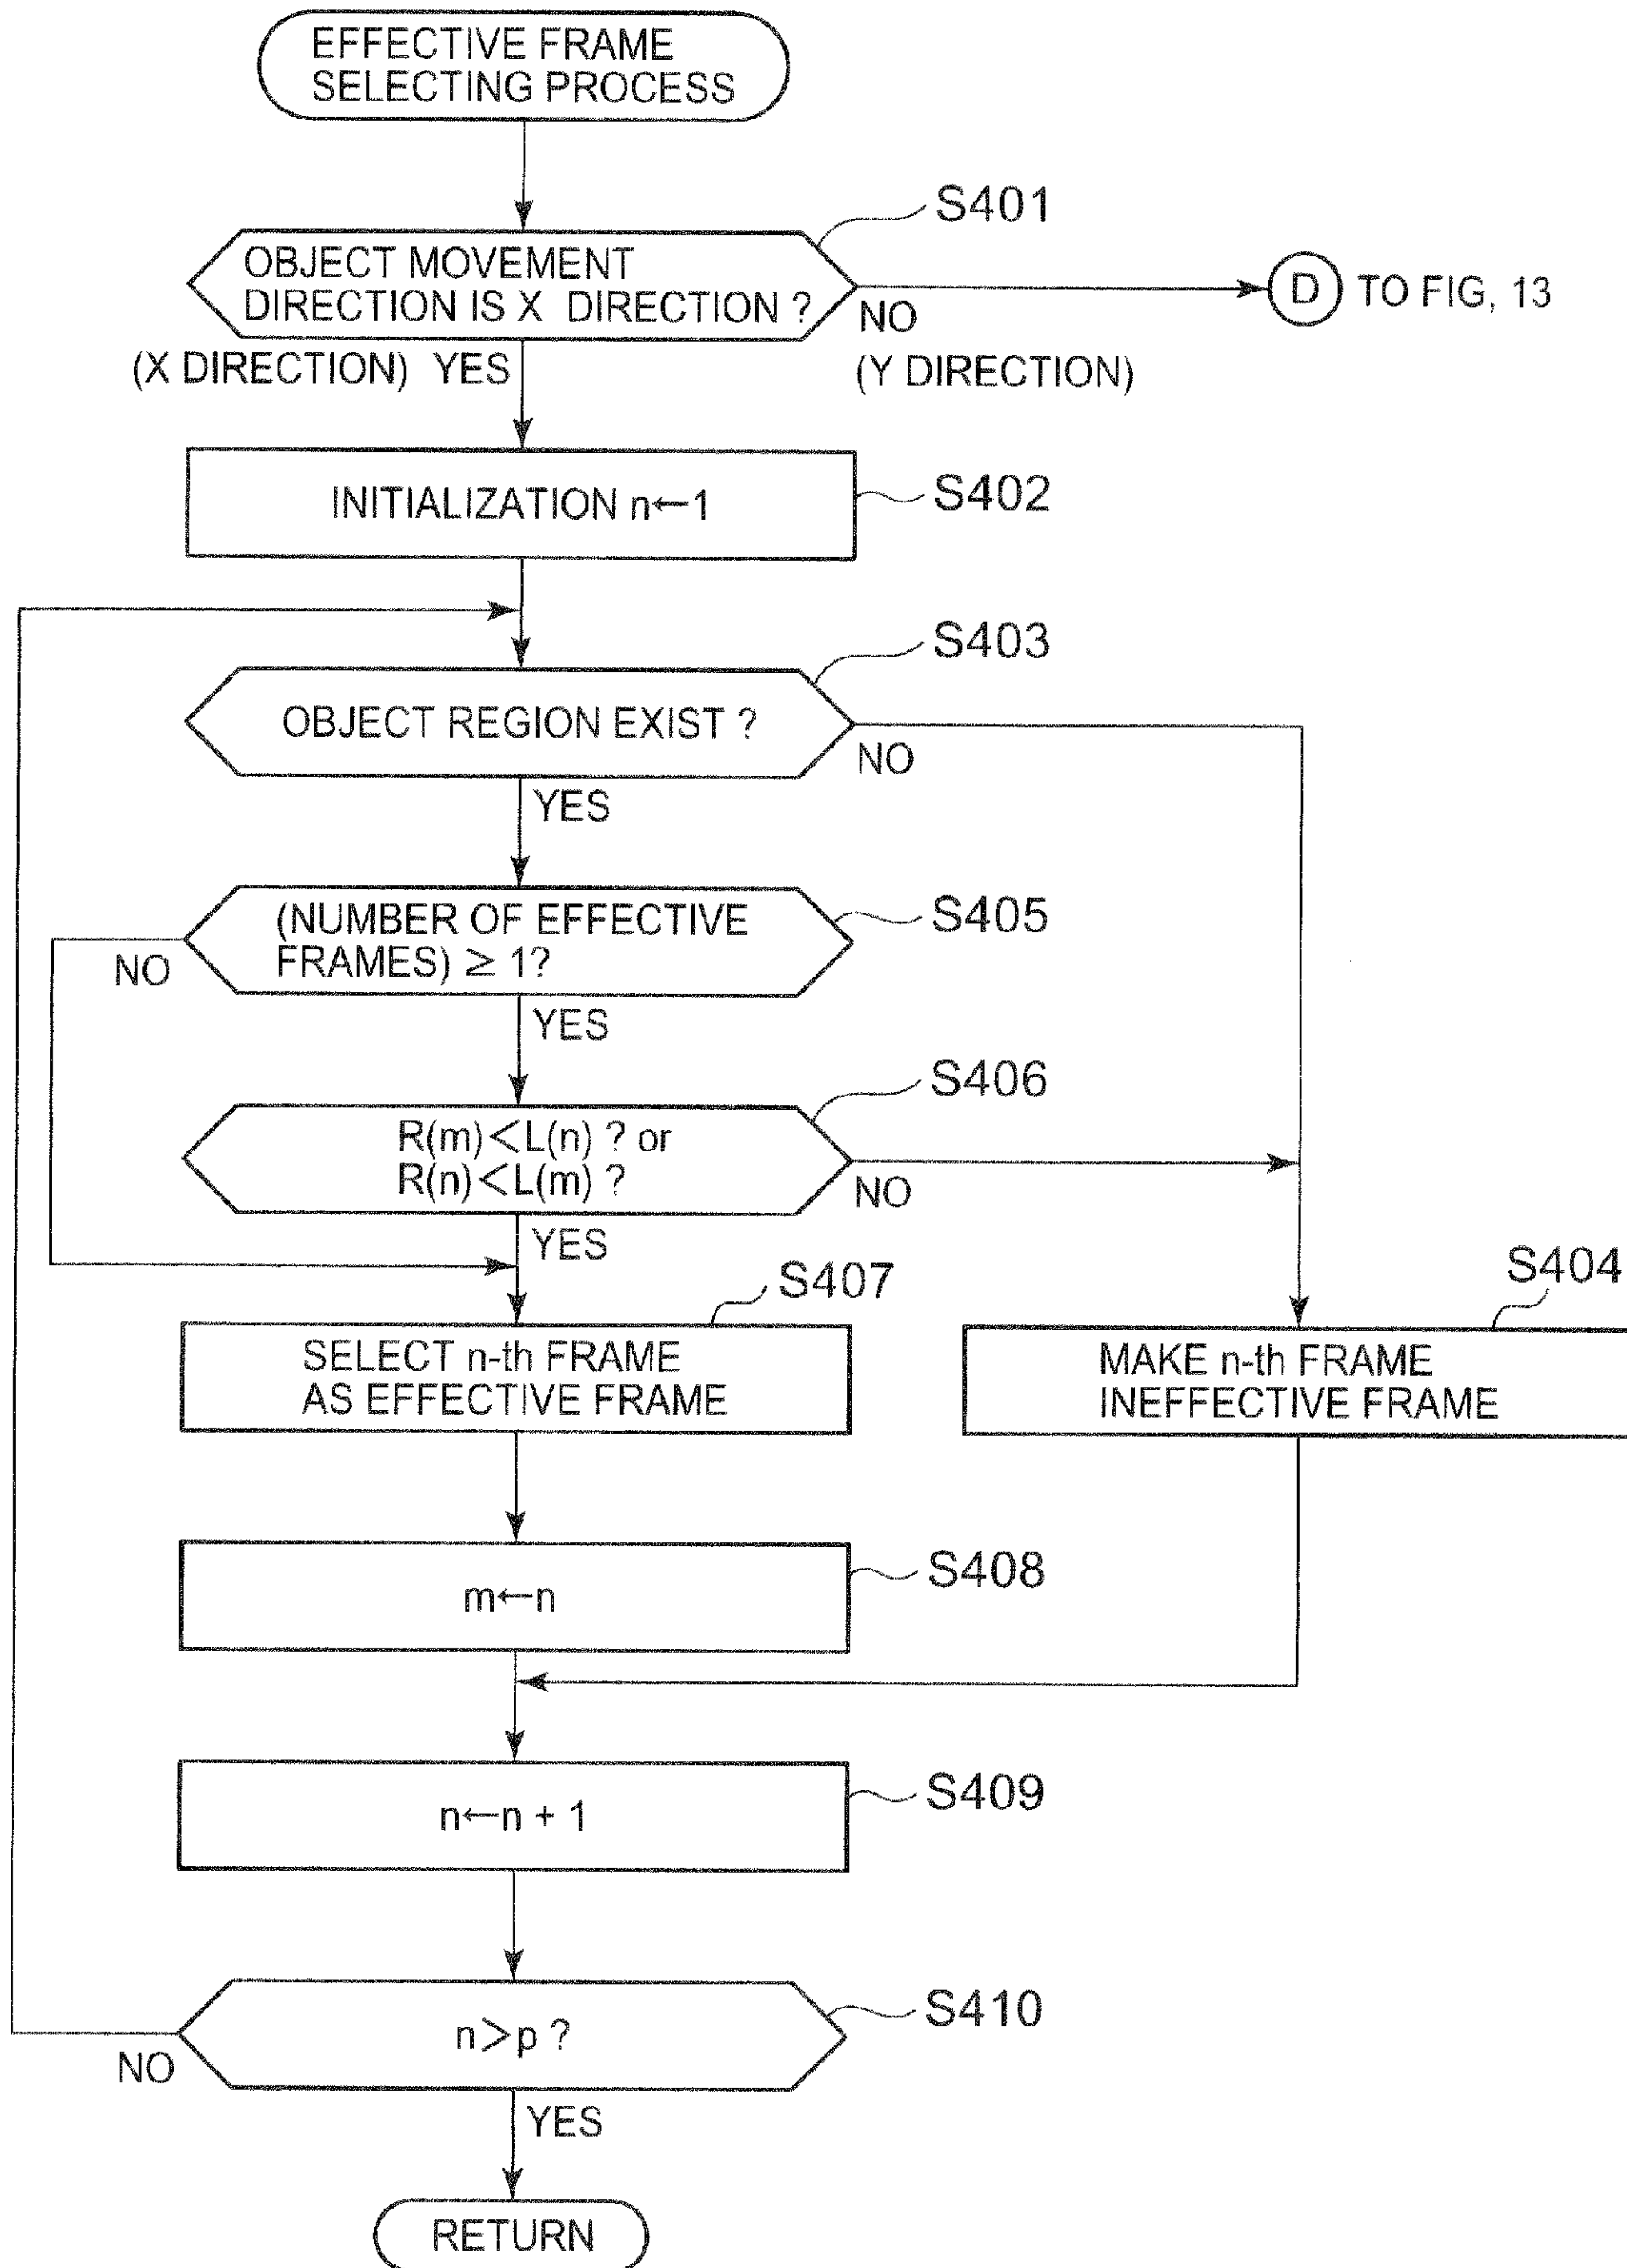 EFFECTIVE FRAME
SELECTING PROCESS
S401
OBJECT MOVEMENT
DIRECTION IS X DIRECTION ?
D TO FIG, 13
NO
(X DIRECTION) YES
(Y DIRECTION)
INITIALIZATION n←1
S402
S403
OBJECT REGION EXIST ?
NO
YES
(NUMBER OF EFFECTIVE
FRAMES) ≥ 1?
S405
NO
YES
S406
R(m)<L(n) ? or
R(n)<L(m) ?
NO
YES
S407
S404
SELECT n-th FRAME
AS EFFECTIVE FRAME
MAKE n-th FRAME
INEFFECTIVE FRAME
S408
m←n
S409
n←n + 1
S410
n>p ?
NO
YES
RETURN